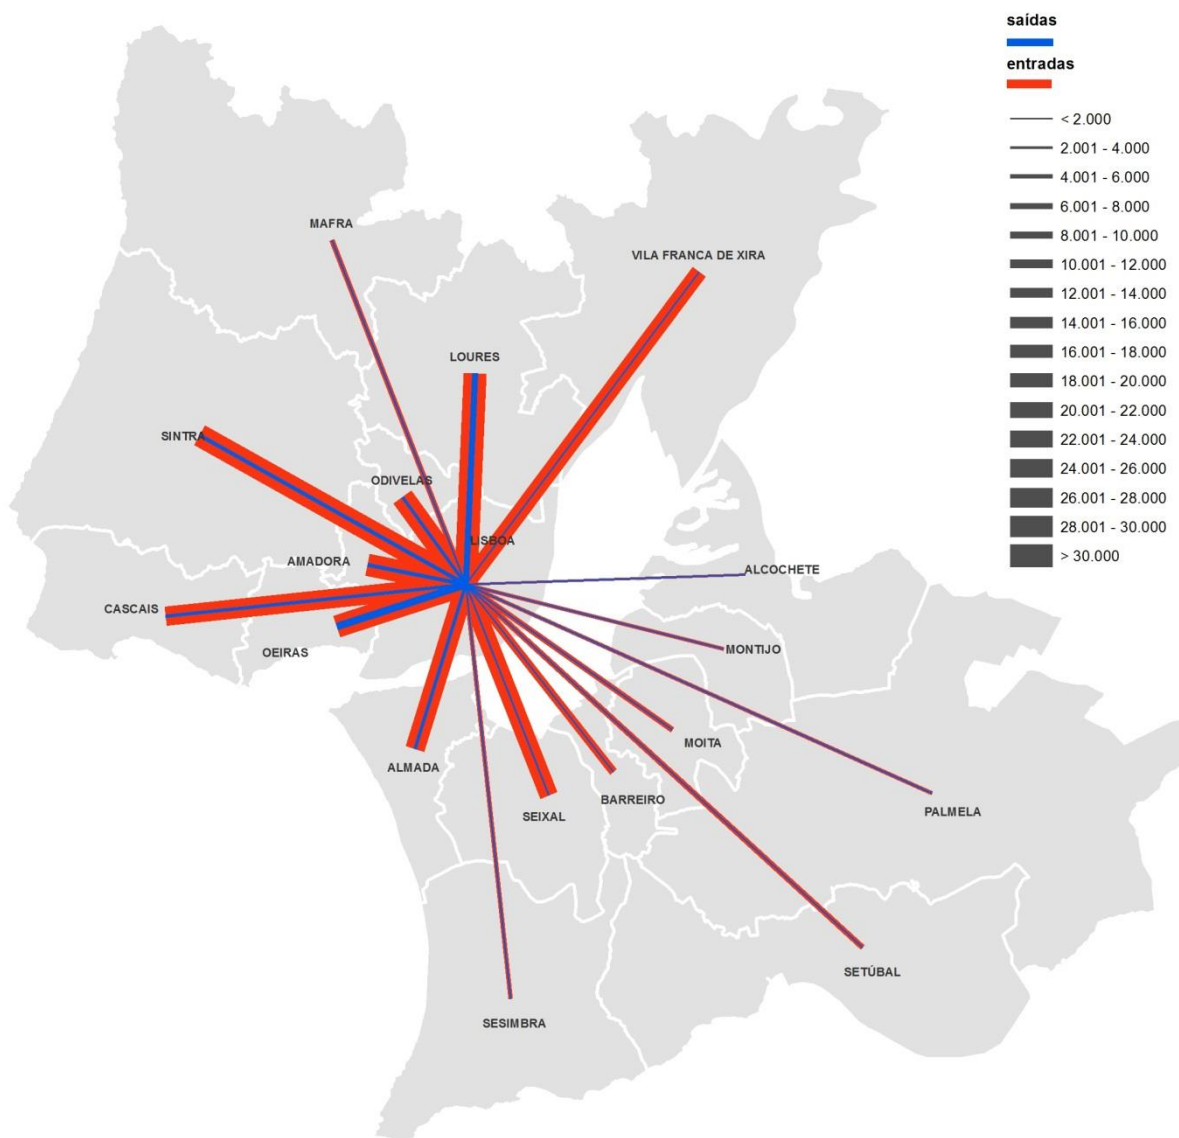 saídas
entradas
< 2.000
2.001 - 4.000
4.001 - 6.000
6.001 - 8.000
8.001 - 10.000
10.001 - 12.000
12.001 - 14.000
14.001 - 16.000
16.001 - 18.000
18.001 - 20.000
20.001 - 22.000
22.001 - 24.000
24.001 - 26.000
26.001 - 28.000
28.001 - 30.000
> 30.000
MAFRA
VILA FRANCA DE XIRA
LOURES
SINTRA
ODIVELAS
LISBOA
AMADORA
ALCOCHETE
CASCAIS
OEIRAS
MONTIJO
MOITA
ALMADA
BARREIRO
SEIXAL
PALMELA
SETÚBAL
SESIMBRA